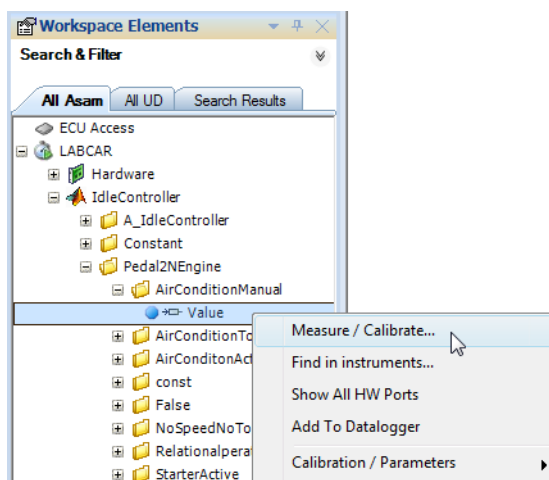 Workspace Elements
Search & Filter
All Asam All UD Search Results
ECU Access
LABCAR
Hardware
IdleController
A_IdleController
Constant
Pedal2NEngine
AirConditionManual
Value
AirConditionTo
AirConditonAct
const
False
NoSpeedNoTo
Relationalpera
StarterActive
Measure / Calibrate...
Find in instruments...
Show All HW Ports
Add To Datalogger
Calibration / Parameters